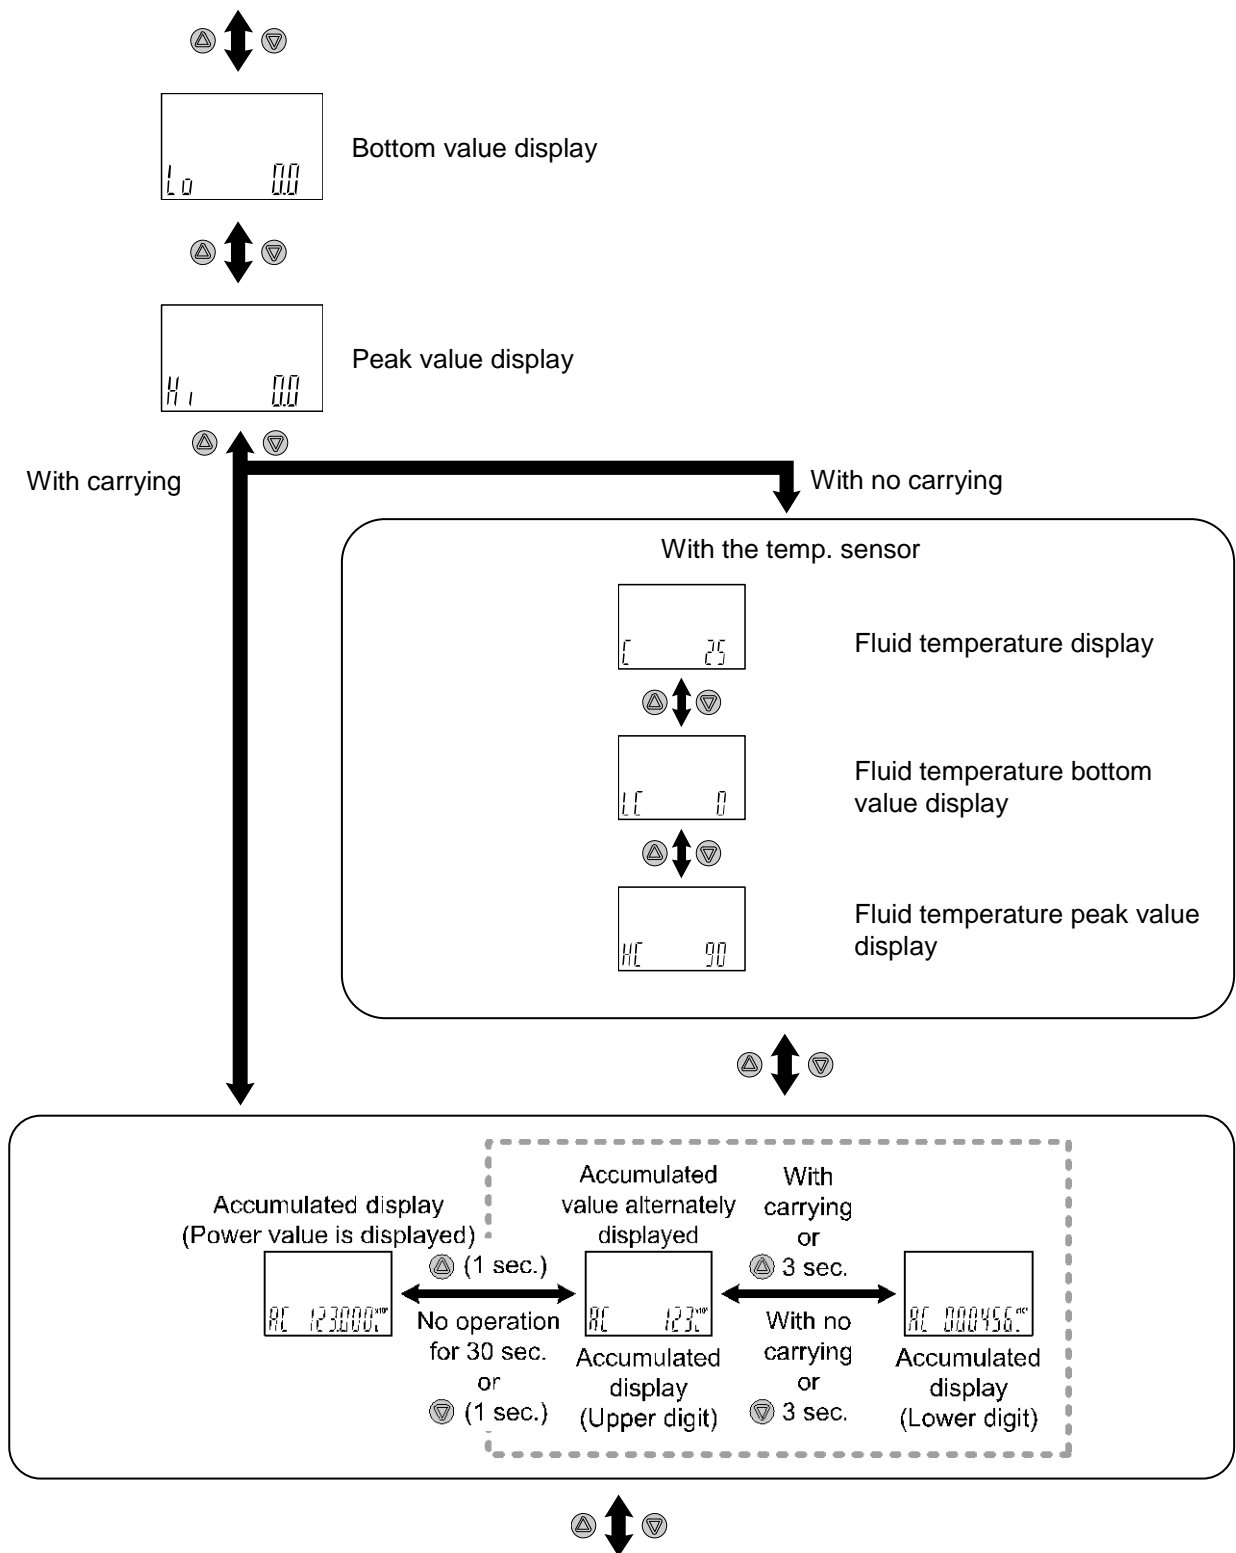 Lo 0.0
Bottom value display
Hi 0.0
Peak value display
With carrying
With no carrying
With the temp. sensor
C 25
Fluid temperature display
LC 0
Fluid temperature bottom
value display
HC 90
Fluid temperature peak value
display
Accumulated display
(Power value is displayed)
AC 123.000
(1 sec.)
No operation
for 30 sec.
or
(1 sec.)
Accumulated
value alternately
displayed
AC 123.
Accumulated
display
(Upper digit)
With
carrying
or
3 sec.
With no
carrying
or
3 sec.
AC 000456.
Accumulated
display
(Lower digit)